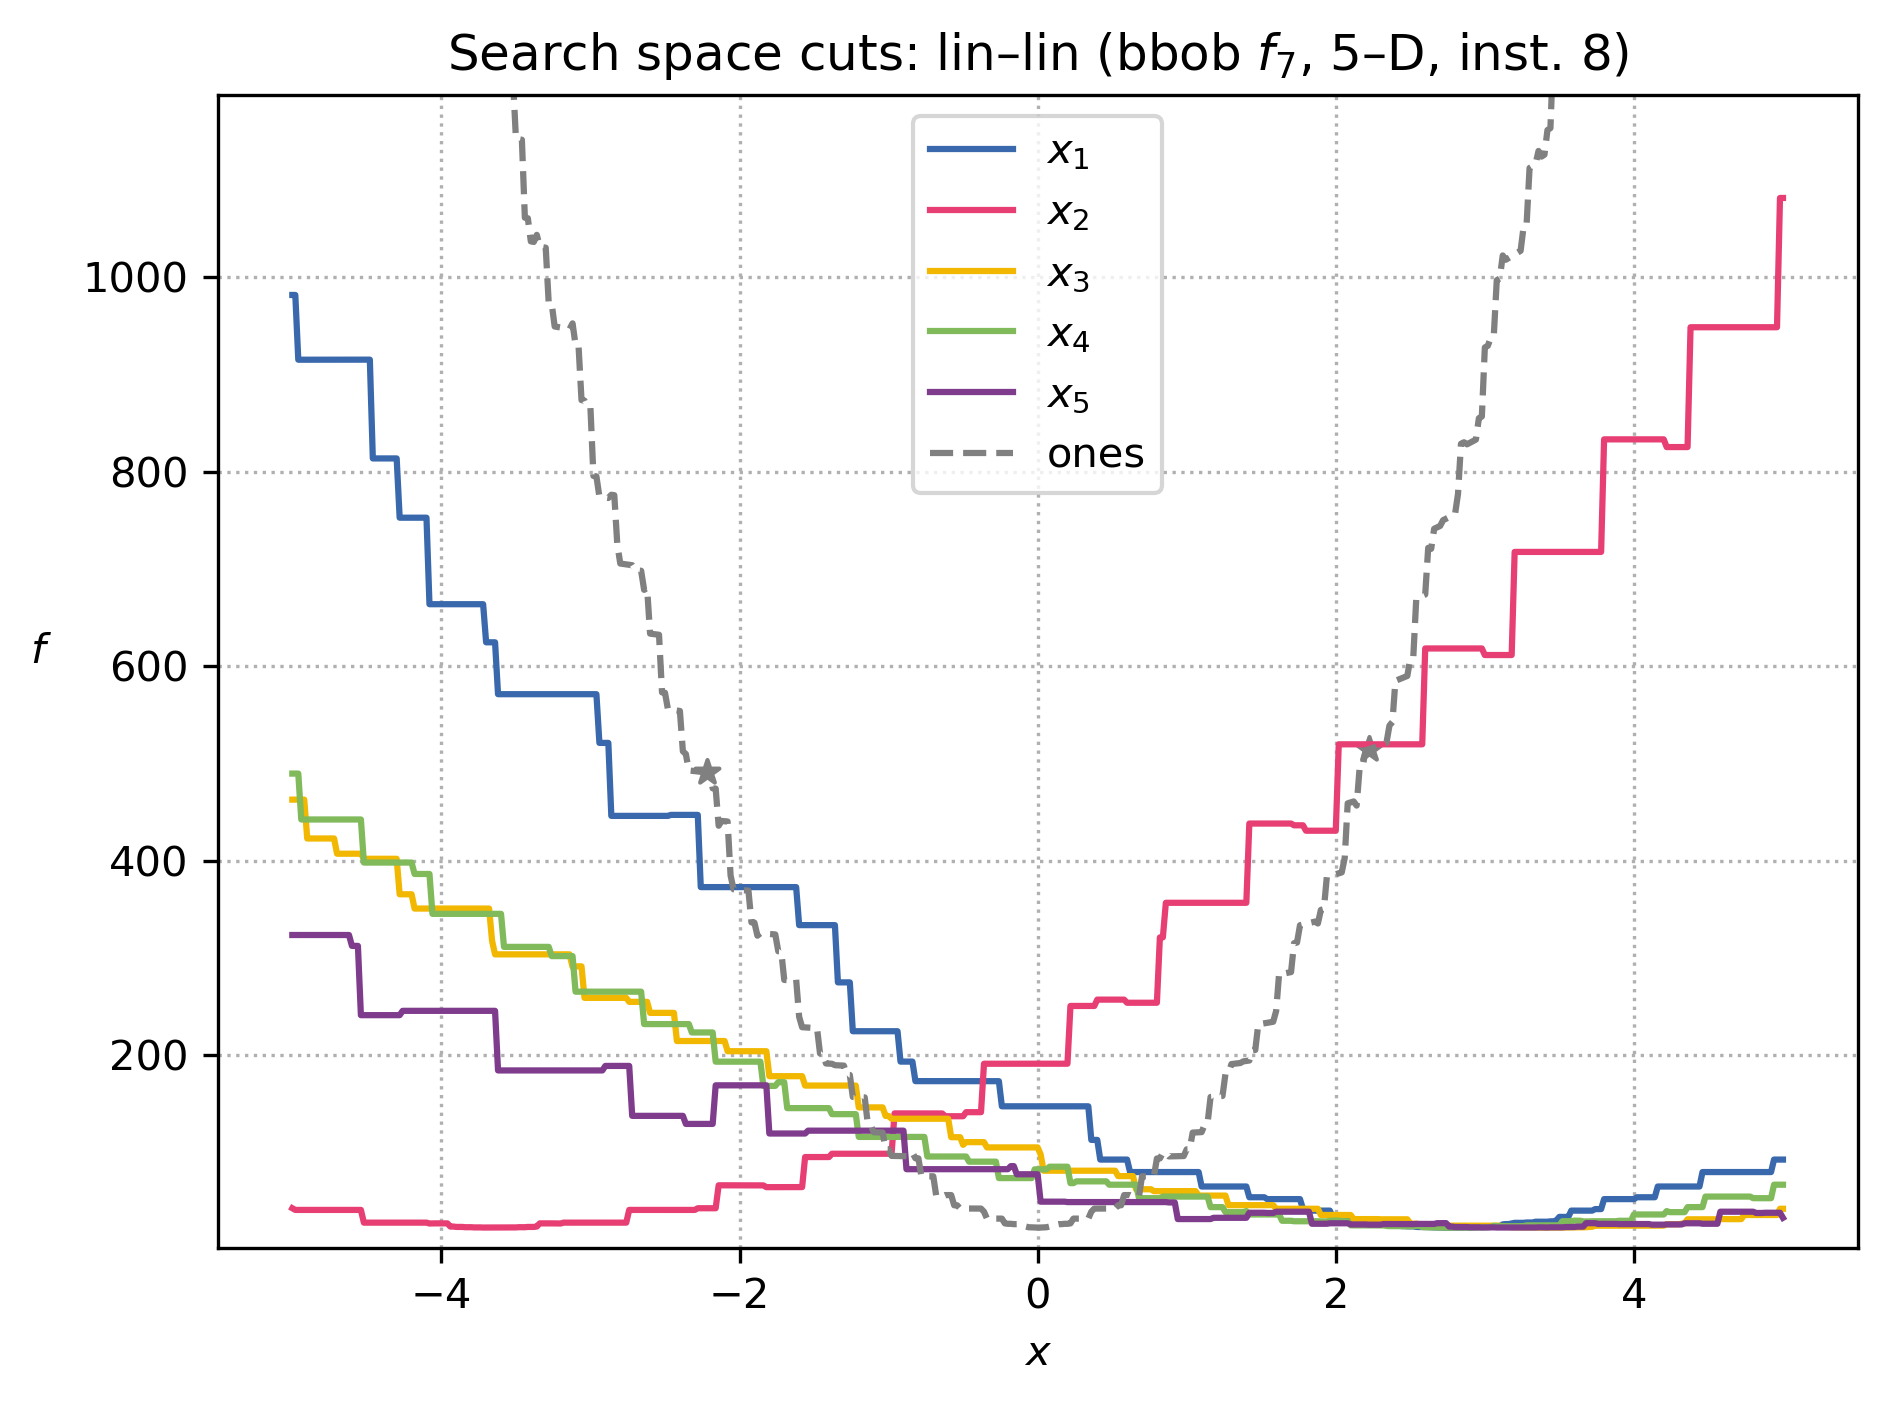 Search space cuts: lin–lin (bbob f₇, 5–D, inst. 8)
x₁
x₂
x₃
x₄
x₅
ones
1000
800
600
400
200
f
−4
−2
0
2
4
x